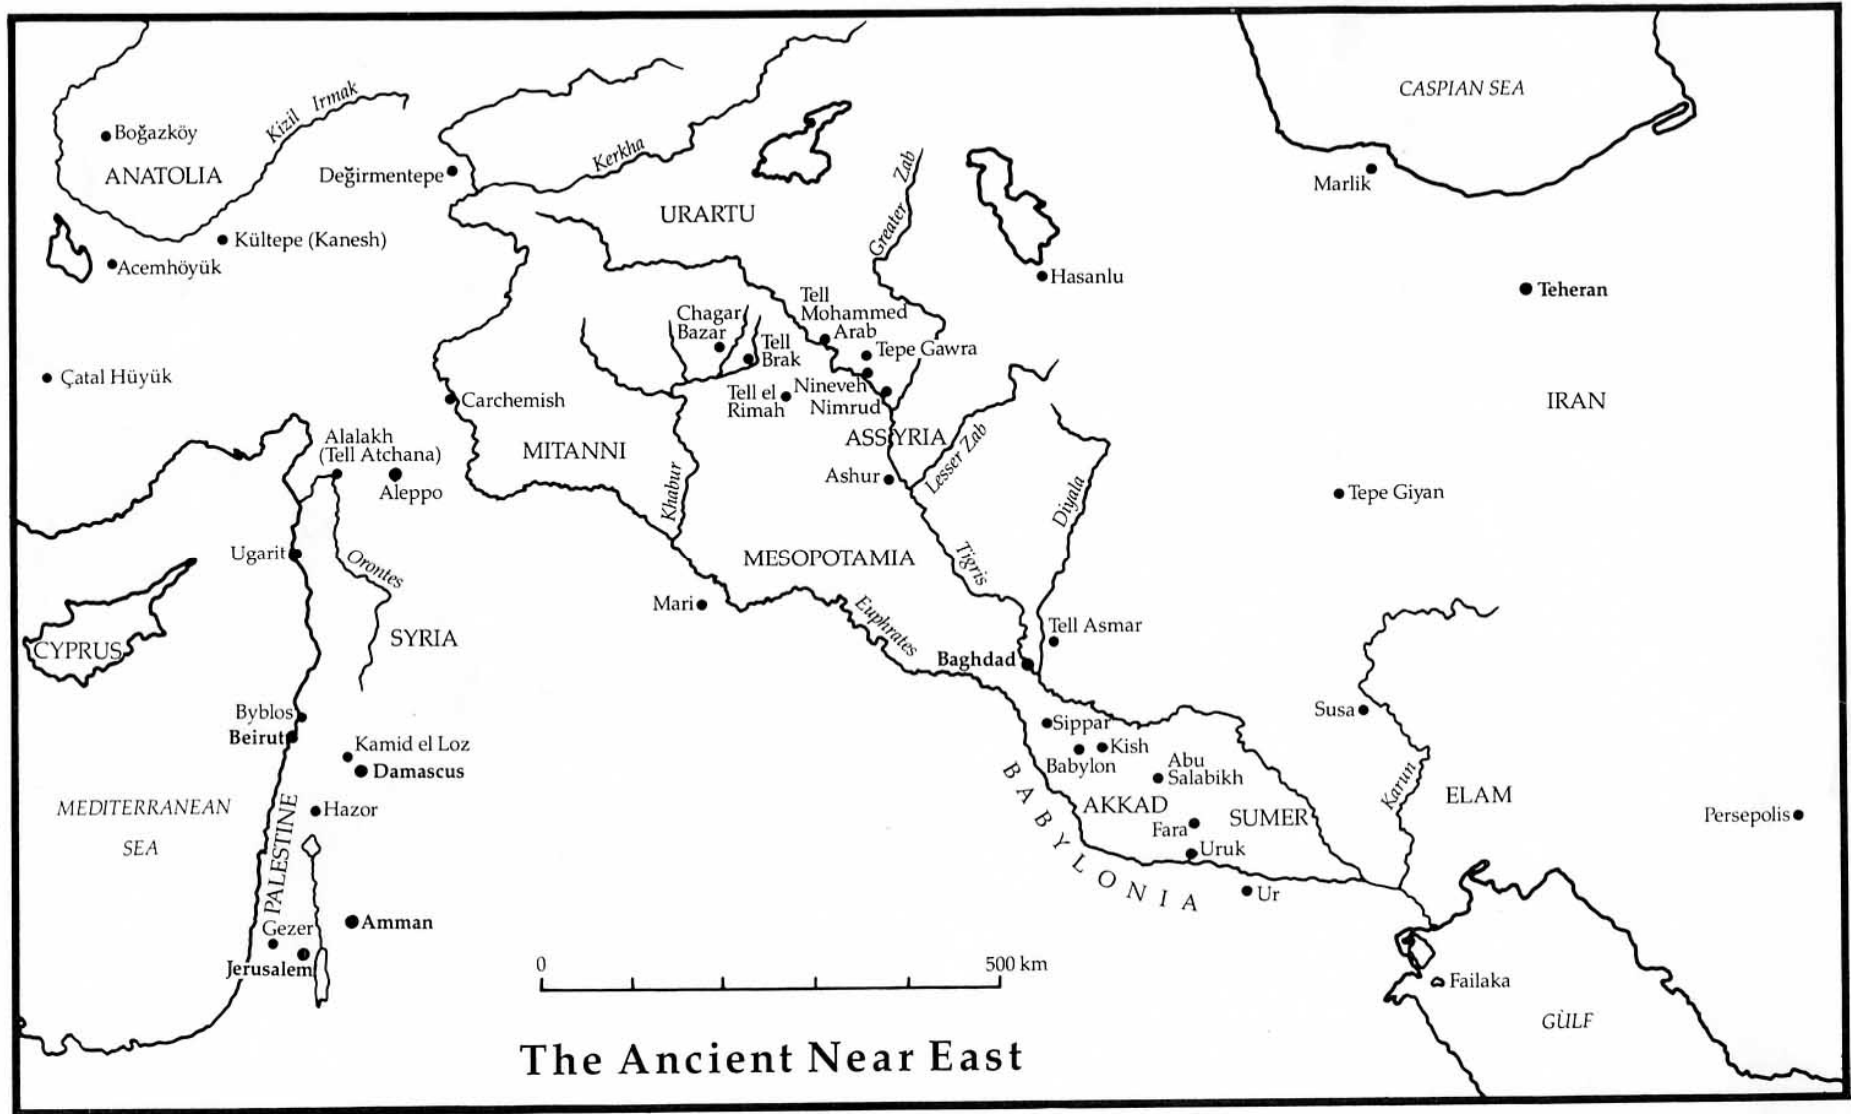 CASPIAN SEA
Kizil Irmak
Boğazköy
ANATOLIA
Değirmentepe
Kerkha
Greater Zab
Marlik
URARTU
Kültepe (Kanesh)
Acemhöyük
Hasanlu
Teheran
Chagar
Bazar
Tell
Mohammed
Arab
Tell
Brak
Tepe Gawra
Çatal Hüyük
Carchemish
Tell el
Rimah
Nineveh
Nimrud
IRAN
Alalakh
(Tell Atchana)
Aleppo
MITANNI
ASSYRIA
Lesser Zab
Khabur
Ashur
Diyala
Tepe Giyan
Ugarit
Orontes
MESOPOTAMIA
Tigris
Mari
Euphrates
CYPRUS
SYRIA
Tell Asmar
Baghdad
Byblos
Beirut
Kamid el Loz
Damascus
Sippar
Susa
Kish
Babylon
Abu
Salabikh
BABYLONIA
AKKAD
SUMER
Karun
ELAM
Persepolis
MEDITERRANEAN
SEA
PALESTINE
Hazor
Fara
Uruk
Ur
Amman
Gezer
Jerusalem
0
500 km
Failaka
GÙLF
The Ancient Near East